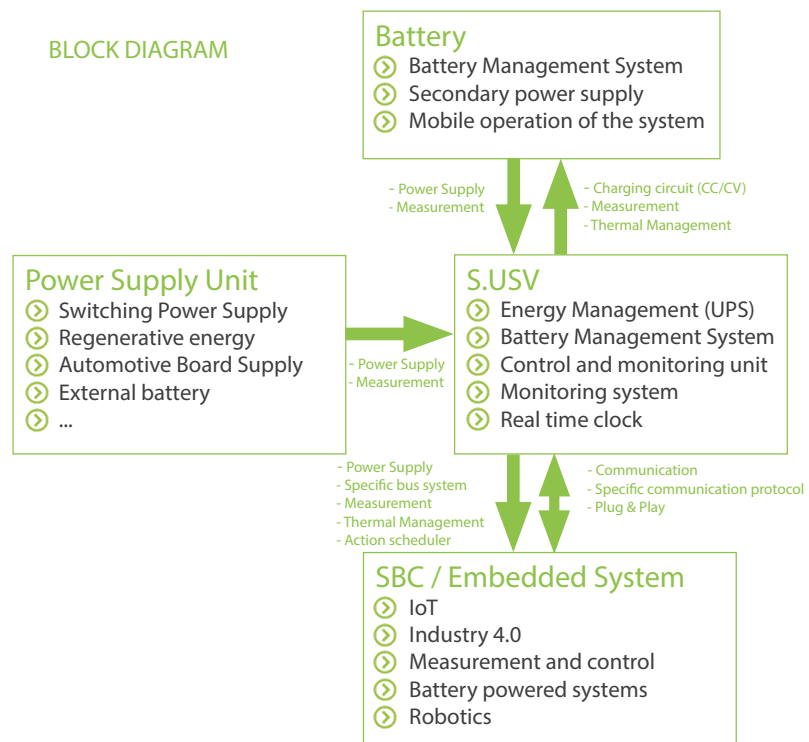 BLOCK DIAGRAM
Battery
Battery Management System
Secondary power supply
Mobile operation of the system
- Power Supply
- Measurement
- Charging circuit (CC/CV)
- Measurement
- Thermal Management
Power Supply Unit
Switching Power Supply
Regenerative energy
Automotive Board Supply
External battery
...
- Power Supply
- Measurement
S.USV
Energy Management (UPS)
Battery Management System
Control and monitoring unit
Monitoring system
Real time clock
- Power Supply
- Specific bus system
- Measurement
- Thermal Management
- Action scheduler
- Communication
- Specific communication protocol
- Plug & Play
SBC / Embedded System
IoT
Industry 4.0
Measurement and control
Battery powered systems
Robotics